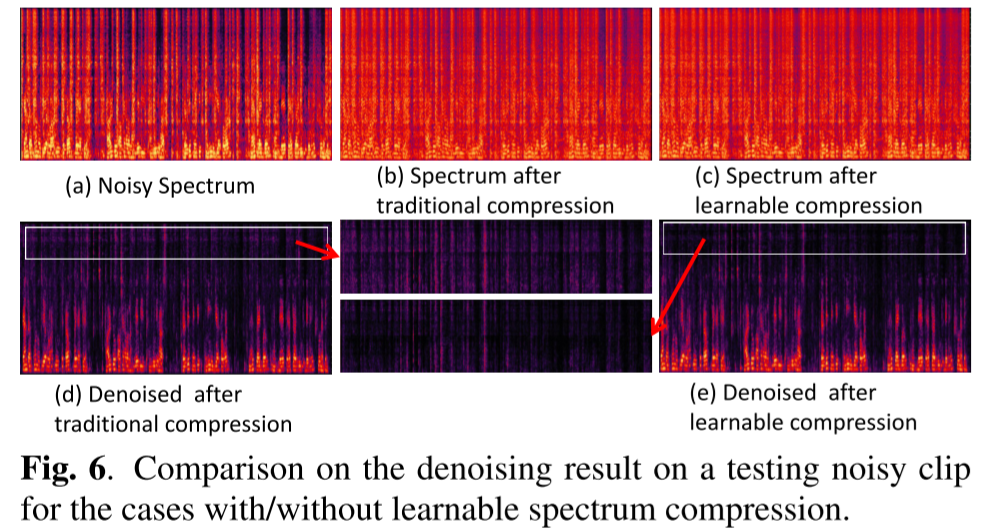 (a) Noisy Spectrum
(b) Spectrum after
traditional compression
(c) Spectrum after
learnable compression
(d) Denoised after
traditional compression
(e) Denoised after
learnable compression
Fig. 6. Comparison on the denoising result on a testing noisy clip
for the cases with/without learnable spectrum compression.